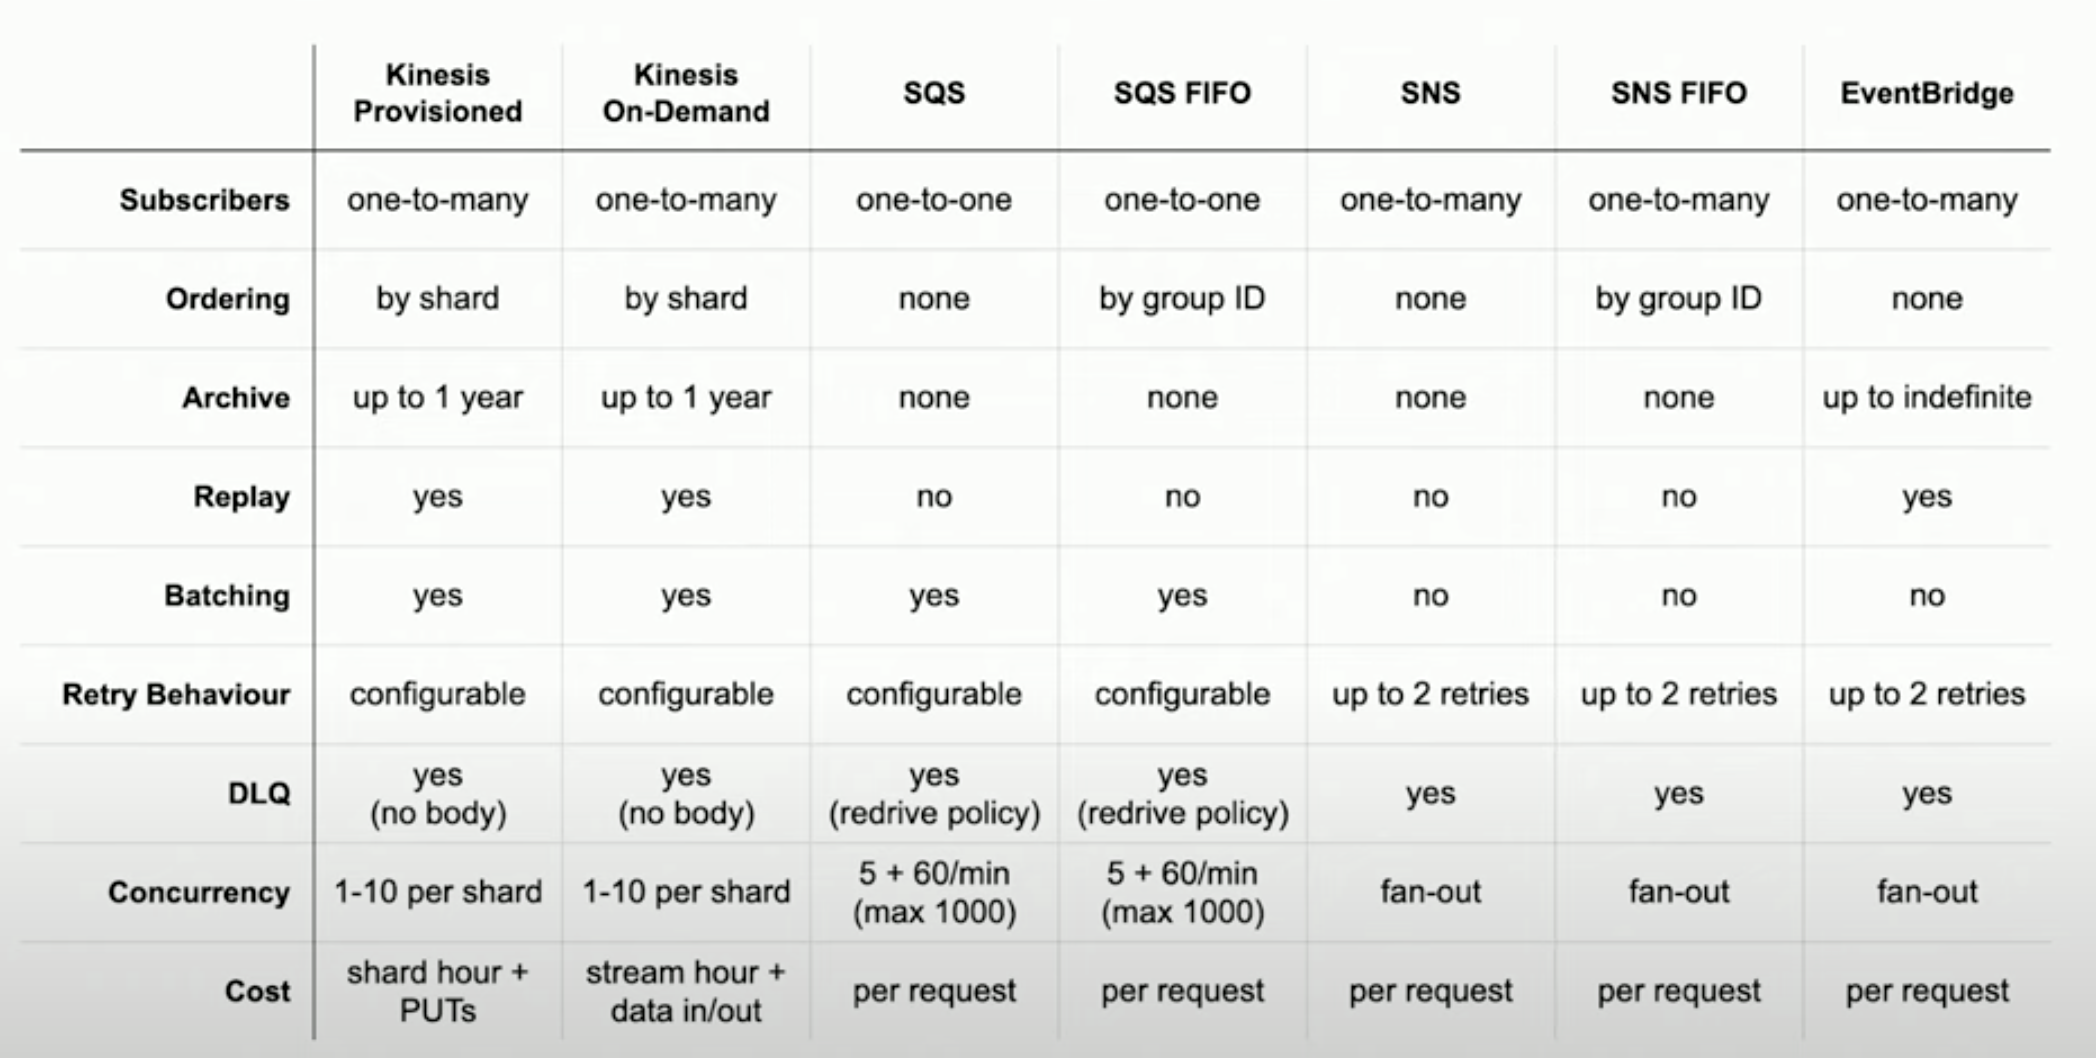 Kinesis Provisioned Kinesis On-Demand SQS SQS FIFO SNS SNS FIFO EventBridge
Subscribers one-to-many one-to-many one-to-one one-to-one one-to-many one-to-many one-to-many
Ordering by shard by shard none by group ID none by group ID none
Archive up to 1 year up to 1 year none none none none up to indefinite
Replay yes yes no no no no yes
Batching yes yes yes yes no no no
Retry Behaviour configurable configurable configurable configurable up to 2 retries up to 2 retries up to 2 retries
DLQ yes (no body) yes (no body) yes (redrive policy) yes (redrive policy) yes yes yes
Concurrency 1-10 per shard 1-10 per shard 5 + 60/min (max 1000) 5 + 60/min (max 1000) fan-out fan-out fan-out
Cost shard hour + PUTs stream hour + data in/out per request per request per request per request per request